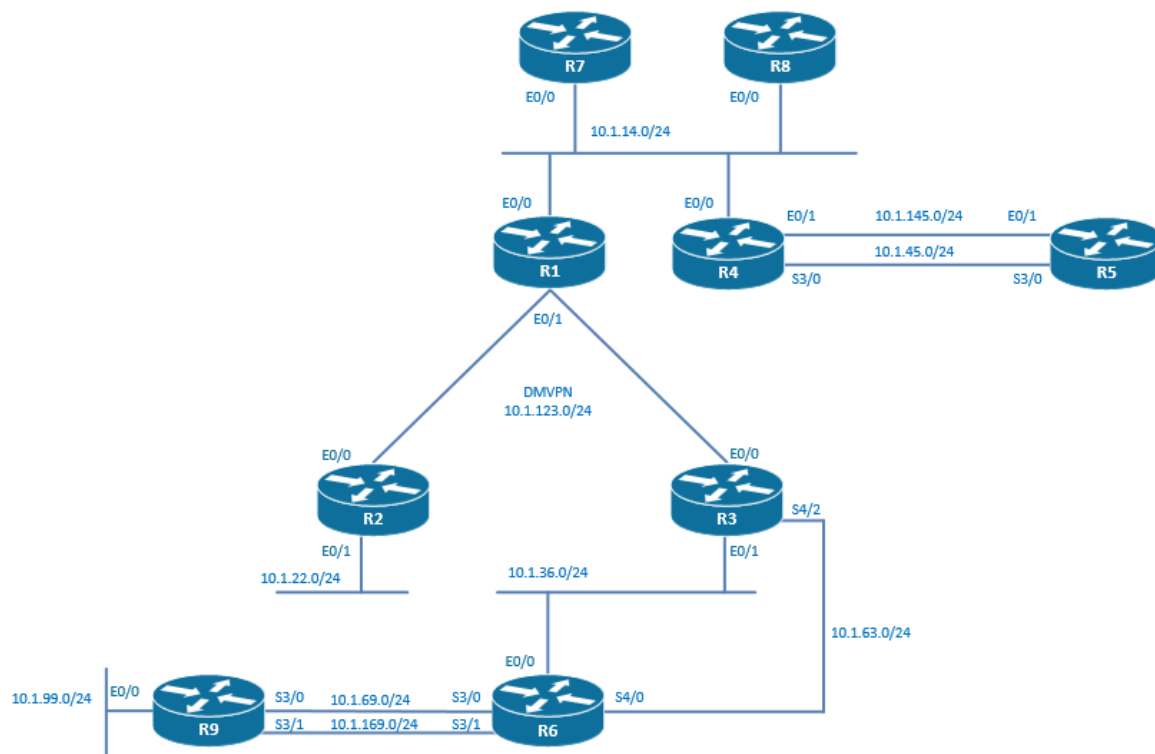 R7
R8
E0/0
E0/0
10.1.14.0/24
E0/0
E0/0
E0/1
10.1.145.0/24
E0/1
R1
R4
10.1.45.0/24
R5
S3/0
S3/0
E0/1
DMVPN
10.1.123.0/24
E0/0
E0/0
R2
R3
S4/2
E0/1
E0/1
10.1.22.0/24
10.1.36.0/24
10.1.63.0/24
E0/0
10.1.99.0/24
E0/0
S3/0
10.1.69.0/24
S3/0
S4/0
R9
S3/1
10.1.169.0/24
S3/1
R6